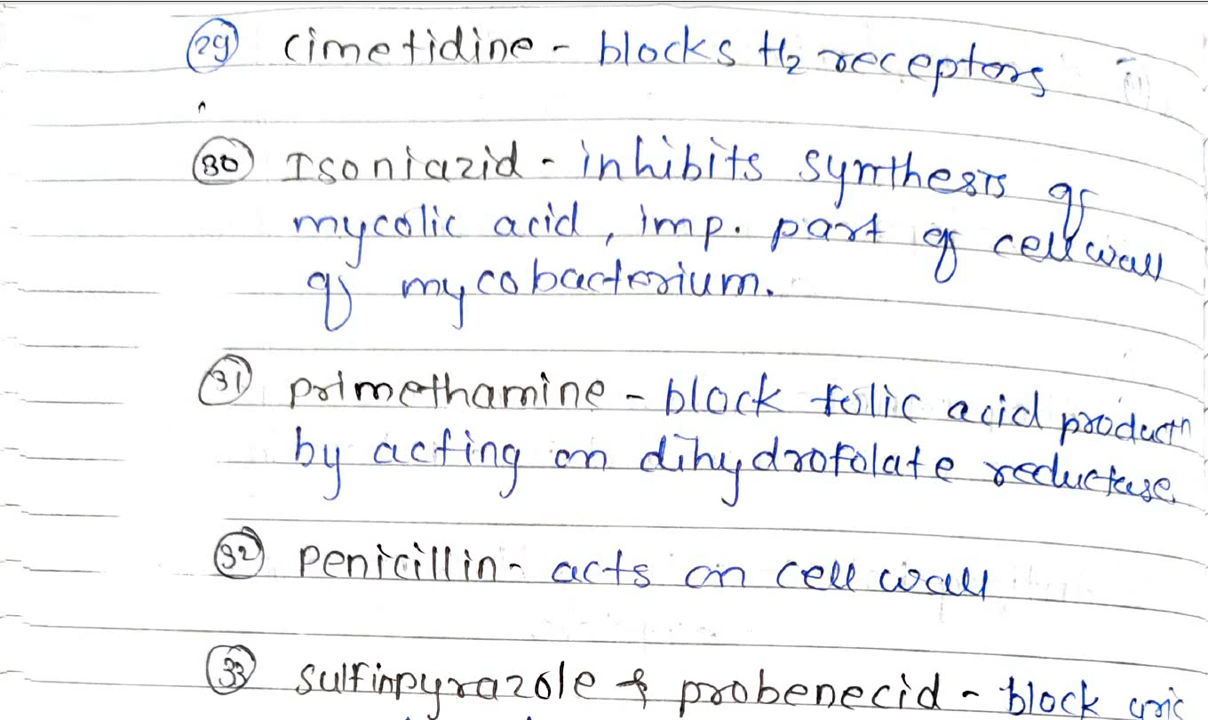 29 Cimetidine - blocks H2 receptors
30 Isoniazid - inhibits synthesis of
mycolic acid, imp. part of cell wall
of mycobacterium.
31 primethamine - block folic acid productn
by acting on dihydrofolate reductase
32 Penicillin - acts on cell wall
33 Sulfinpyrazole & probenecid - block uric